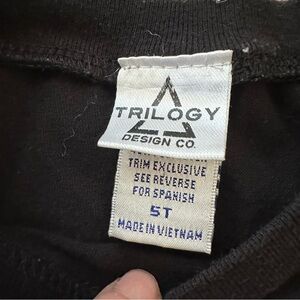 TRILOGY
DESIGN CO.
TRIM EXCLUSIVE
SEE REVERSE
FOR SPANISH
5T
MADE IN VIETNAM